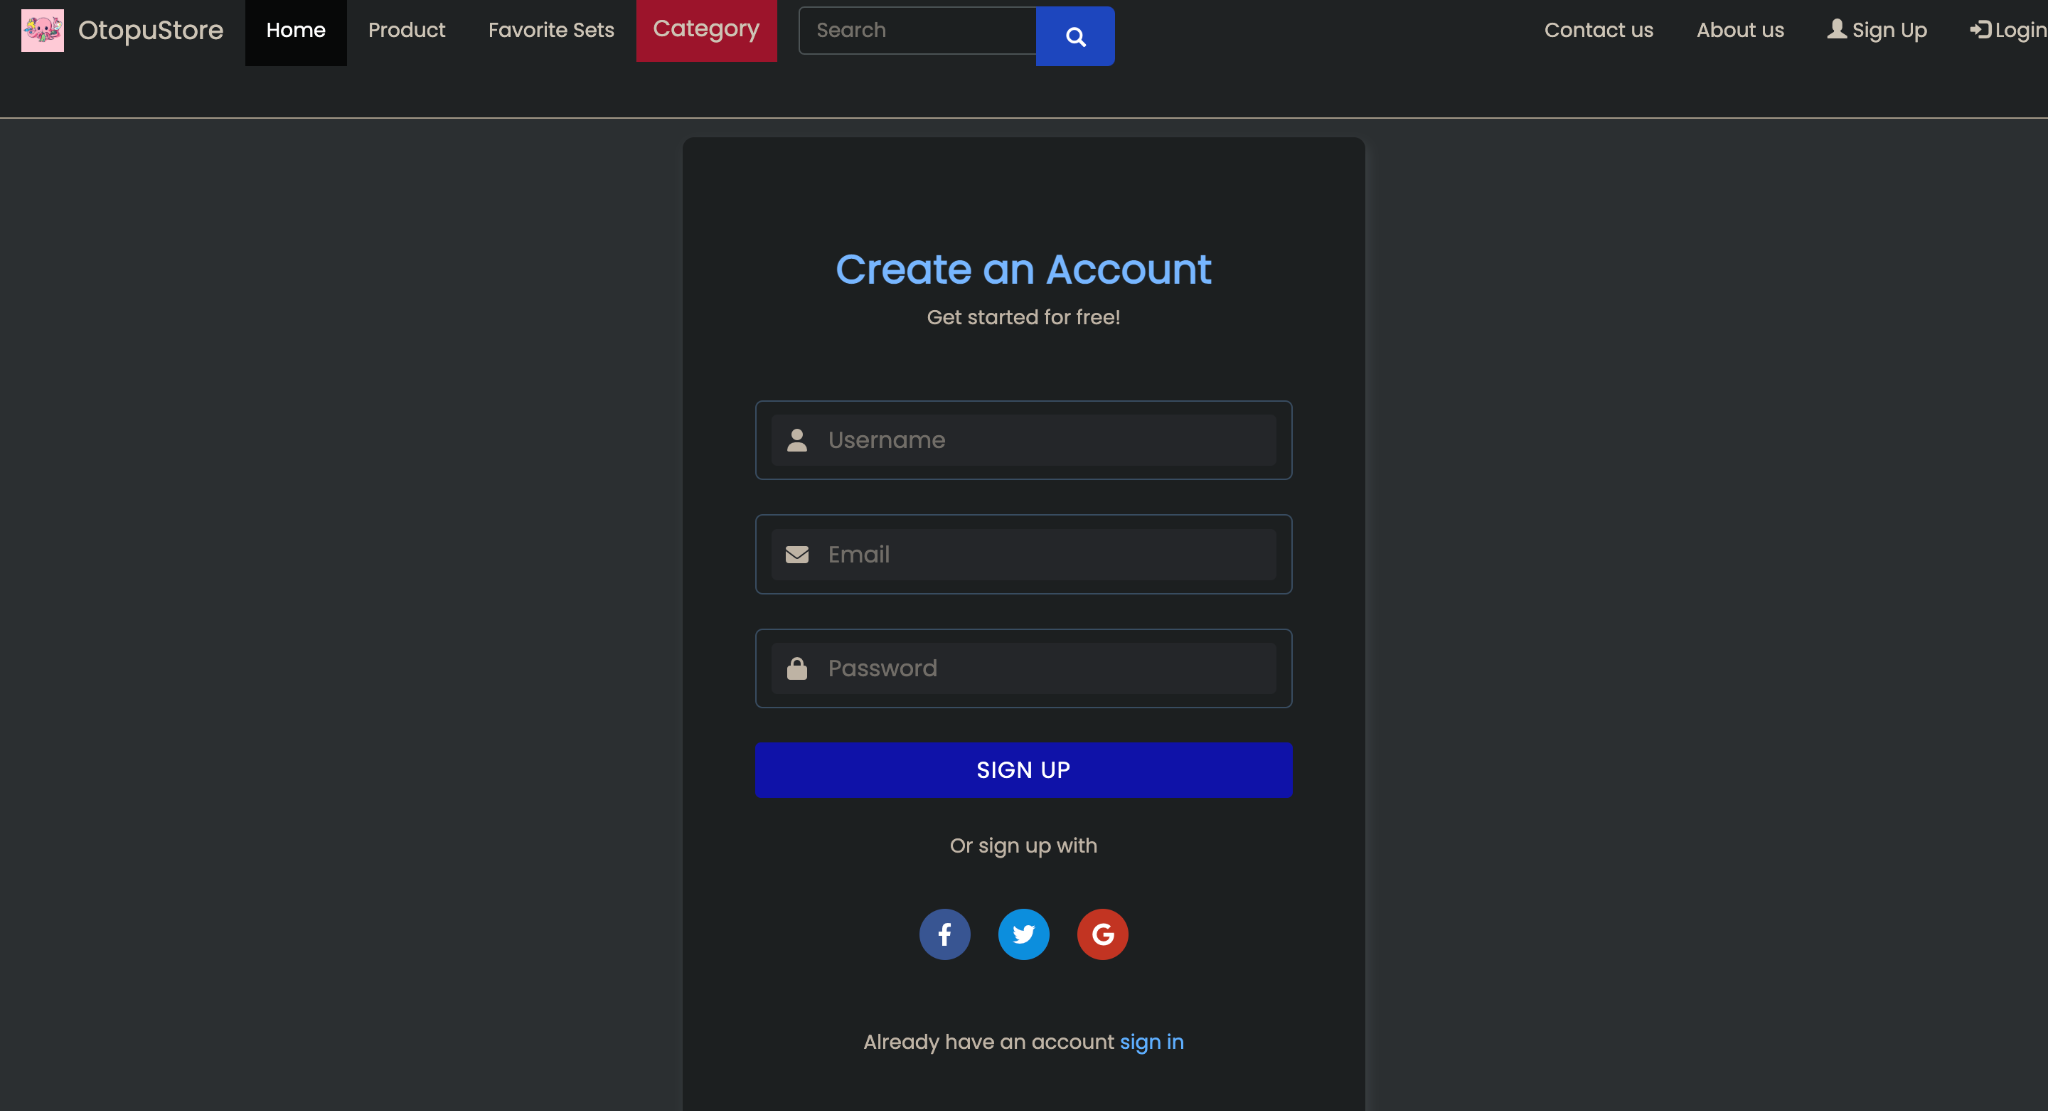 OtopuStore Home Product Favorite Sets Category Search Contact us About us Sign Up Login
Create an Account
Get started for free!
Username
Email
Password
SIGN UP
Or sign up with
Already have an account sign in